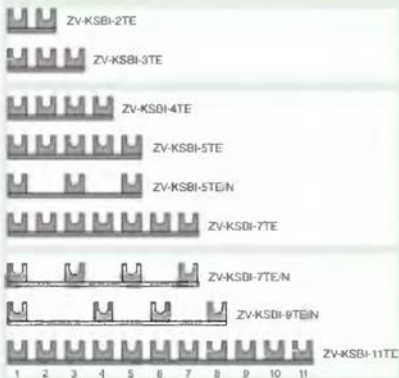 ZV-KSBI-2TE
ZV-KSBI-3TE
ZV-KSBI-4TE
ZV-KSBI-5TE
ZV-KSBI-5TE/N
ZV-KSBI-7TE
ZV-KSBI-7TE/N
ZV-KSBI-9TE/N
ZV-KSBI-11TE
1 2 3 4 5 6 7 8 9 10 11